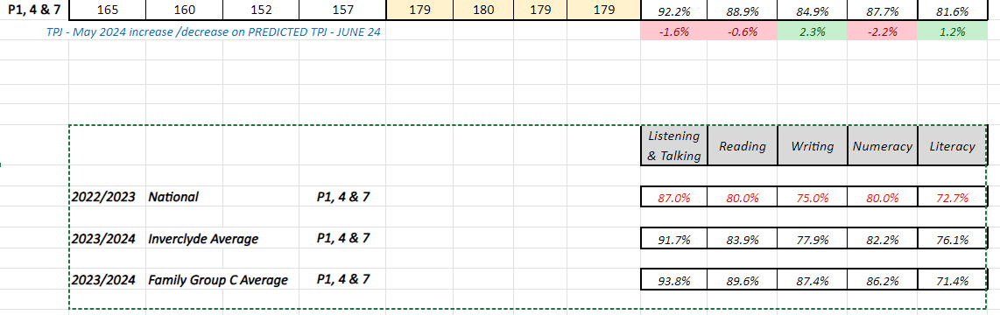 P1, 4 & 7 165 160 152 157 179 180 179 179 92.2% 88.9% 84.9% 87.7% 81.6%
TPJ - May 2024 increase /decrease on PREDICTED TPJ - JUNE 24 -1.6% -0.6% 2.3% -2.2% 1.2%
Listening & Talking Reading Writing Numeracy Literacy
2022/2023 National P1, 4 & 7 87.0% 80.0% 75.0% 80.0% 72.7%
2023/2024 Inverclyde Average P1, 4 & 7 91.7% 83.9% 77.9% 82.2% 76.1%
2023/2024 Family Group C Average P1, 4 & 7 93.8% 89.6% 87.4% 86.2% 71.4%